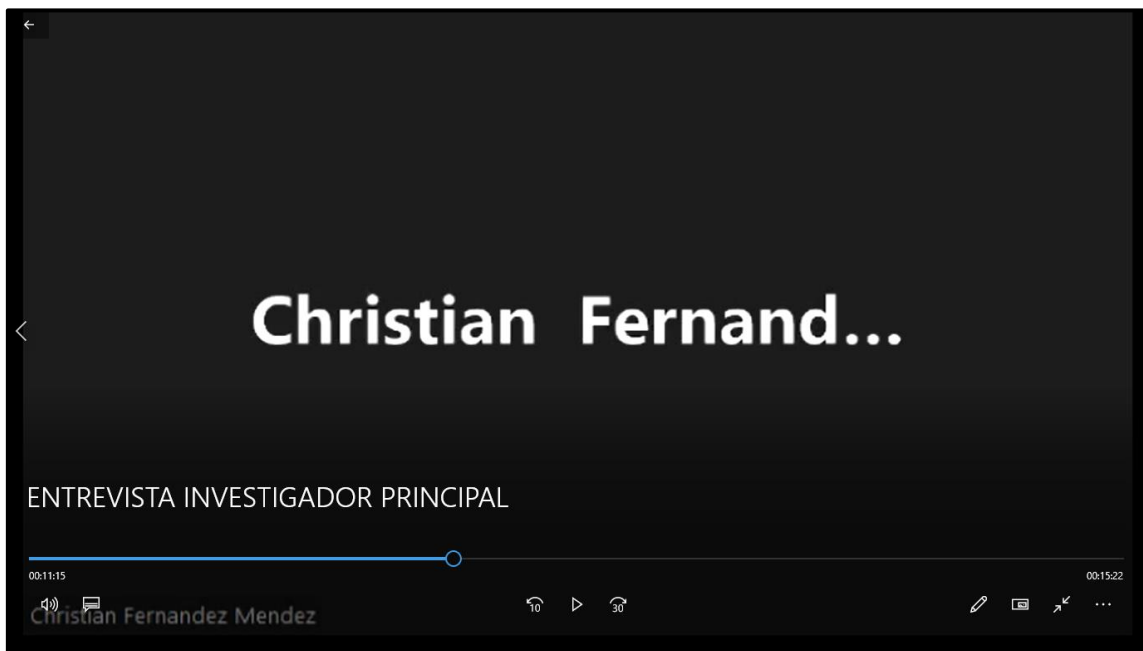 Christian Fernand...
ENTREVISTA INVESTIGADOR PRINCIPAL
00:11:15
00:15:22
10
30
Christian Fernandez Mendez